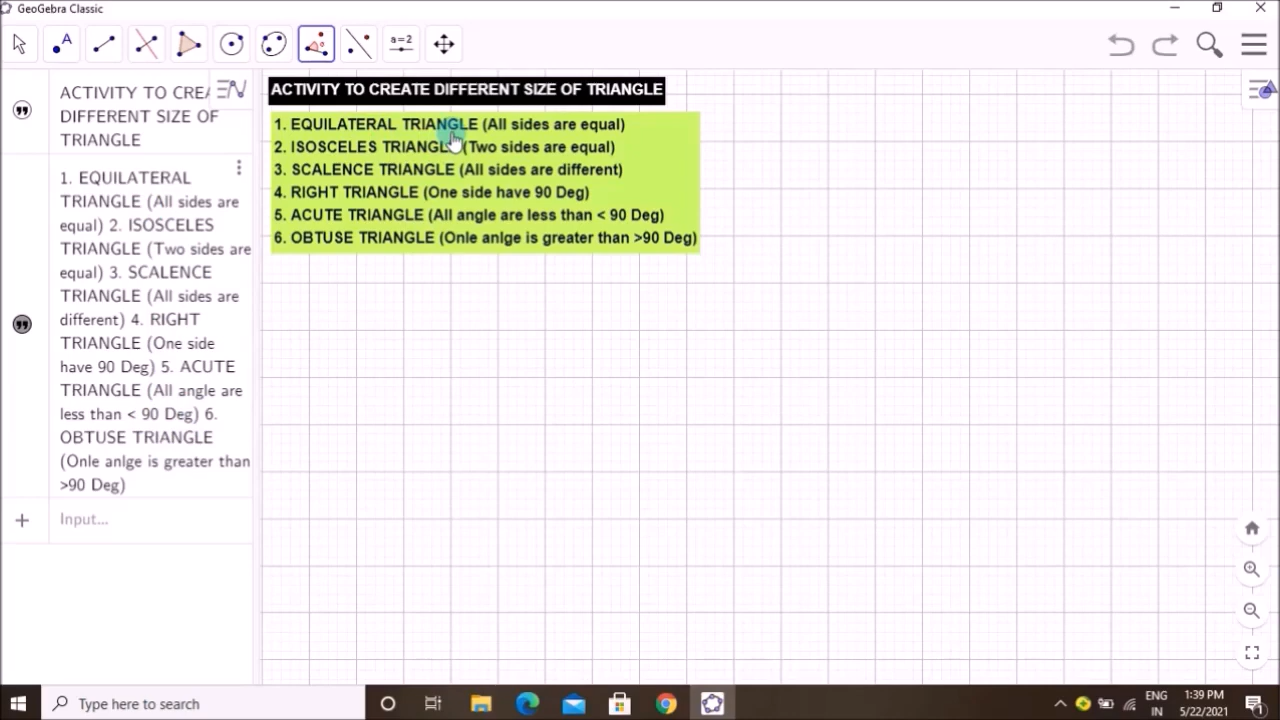 GeoGebra Classic
A
a=2
ACTIVITY TO CREA
DIFFERENT SIZE OF
TRIANGLE
1. EQUILATERAL
TRIANGLE (All sides are
equal) 2. ISOSCELES
TRIANGLE (Two sides are
equal) 3. SCALENCE
TRIANGLE (All sides are
different) 4. RIGHT
TRIANGLE (One side
have 90 Deg) 5. ACUTE
TRIANGLE (All angle are
less than < 90 Deg) 6.
OBTUSE TRIANGLE
(Onle anlge is greater than
>90 Deg)
Input...
ACTIVITY TO CREATE DIFFERENT SIZE OF TRIANGLE
1. EQUILATERAL TRIANGLE (All sides are equal)
2. ISOSCELES TRIANGLE (Two sides are equal)
3. SCALENCE TRIANGLE (All sides are different)
4. RIGHT TRIANGLE (One side have 90 Deg)
5. ACUTE TRIANGLE (All angle are less than < 90 Deg)
6. OBTUSE TRIANGLE (Onle anlge is greater than >90 Deg)
Type here to search
ENG
IN
1:39 PM
5/22/2021
1